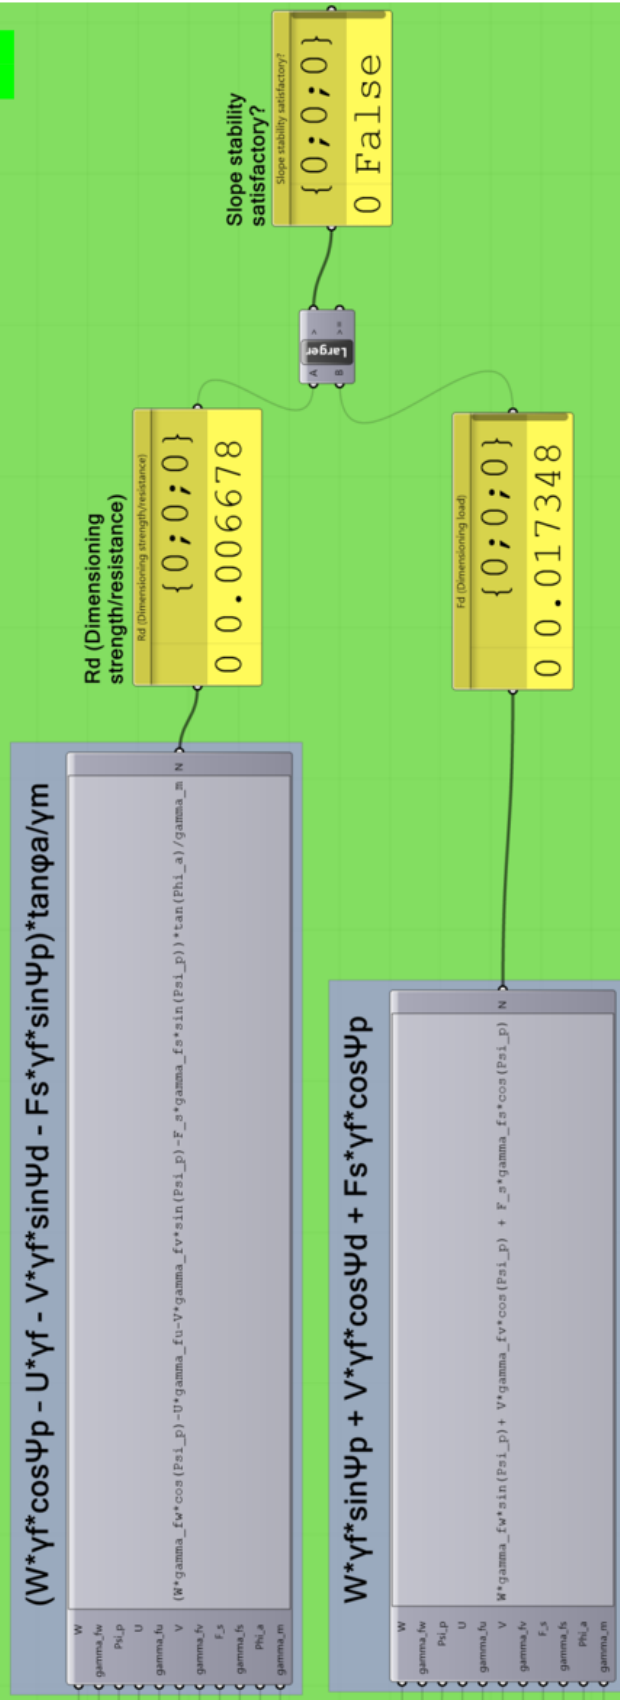 (W*γf*cosΨp - U*γf - V*γf*sinΨd - Fs*γf*sinΨp)*tanφa/γm
W
gamma_fw
Psi_p
U
gamma_fu
V
gamma_fv
F_s
gamma_fs
Phi_a
gamma_m
(W*gamma_fw*cos(Psi_p)-U*gamma_fu-V*gamma_fv*sin(Psi_p)-F_s*gamma_fs*sin(Psi_p))*tan(Phi_a)/gamma_m
N
Rd (Dimensioning
strength/resistance)
Rd (Dimensioning strength/resistance)
{0;0;0}
0 0.006678
W*γf*sinΨp + V*γf*cosΨd + Fs*γf*cosΨp
W
gamma_fw
Psi_p
U
gamma_fu
V
gamma_fv
F_s
gamma_fs
Phi_a
gamma_m
W*gamma_fw*sin(Psi_p)+ V*gamma_fv*cos(Psi_p) + F_s*gamma_fs*cos(Psi_p)
N
Fd (Dimensioning load)
{0;0;0}
0 0.017348
A
B
Larger
>
>=
Slope stability
satisfactory?
Slope stability satisfactory?
{0;0;0}
0 False